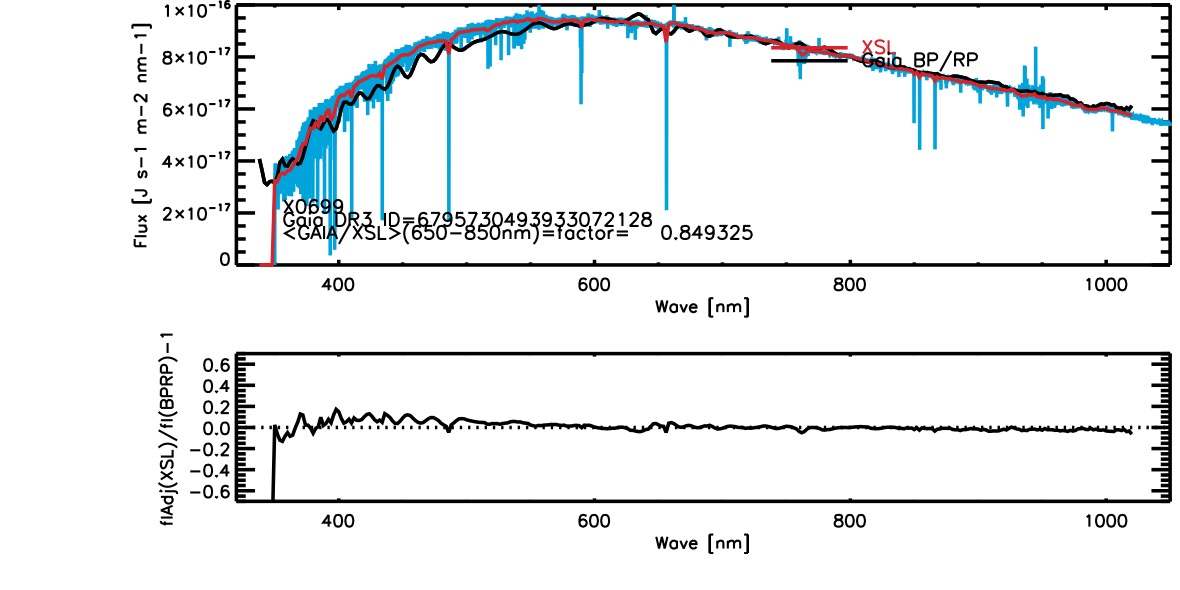 1×10−16
8×10−17
6×10−17
4×10−17
2×10−17
0
Flux [J s−1 m−2 nm−1]
XSL
Gaia BP/RP
X0699
Gaia DR3 ID=6795730493933072128
<GAIA/XSL>(650−850nm)=factor= 0.849325
400 600 800 1000
Wave [nm]
0.6
0.4
0.2
0.0
−0.2
−0.4
−0.6
flAdj(XSL)/fl(BPRP)−1
400 600 800 1000
Wave [nm]